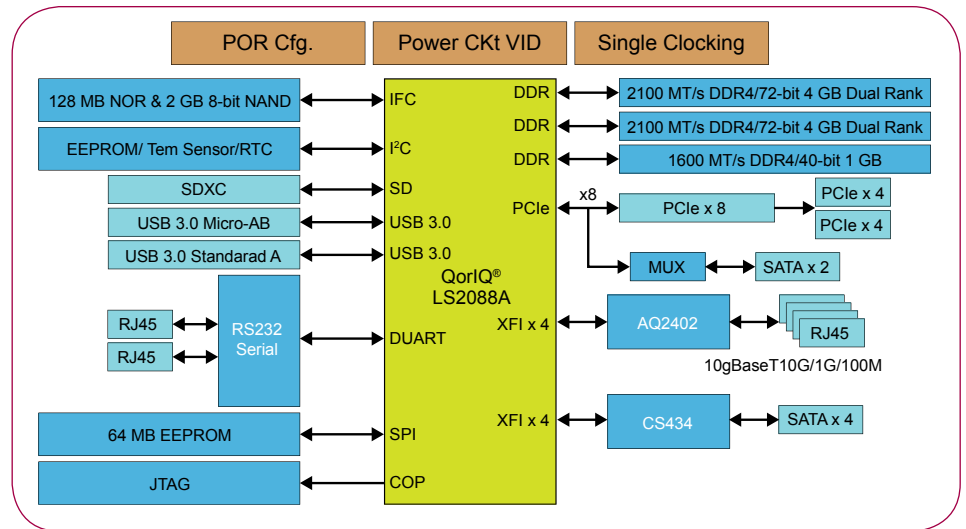 POR Cfg.
Power CKt VID
Single Clocking
128 MB NOR & 2 GB 8-bit NAND
EEPROM/ Tem Sensor/RTC
SDXC
USB 3.0 Micro-AB
USB 3.0 Standarad A
RJ45
RJ45
RS232
Serial
64 MB EEPROM
JTAG
IFC
I²C
SD
USB 3.0
USB 3.0
DUART
SPI
COP
QorIQ®
LS2088A
DDR
DDR
DDR
PCIe
XFI x 4
XFI x 4
2100 MT/s DDR4/72-bit 4 GB Dual Rank
2100 MT/s DDR4/72-bit 4 GB Dual Rank
1600 MT/s DDR4/40-bit 1 GB
x8
PCIe x 8
PCIe x 4
PCIe x 4
MUX
SATA x 2
AQ2402
RJ45
10gBaseT10G/1G/100M
CS434
SATA x 4